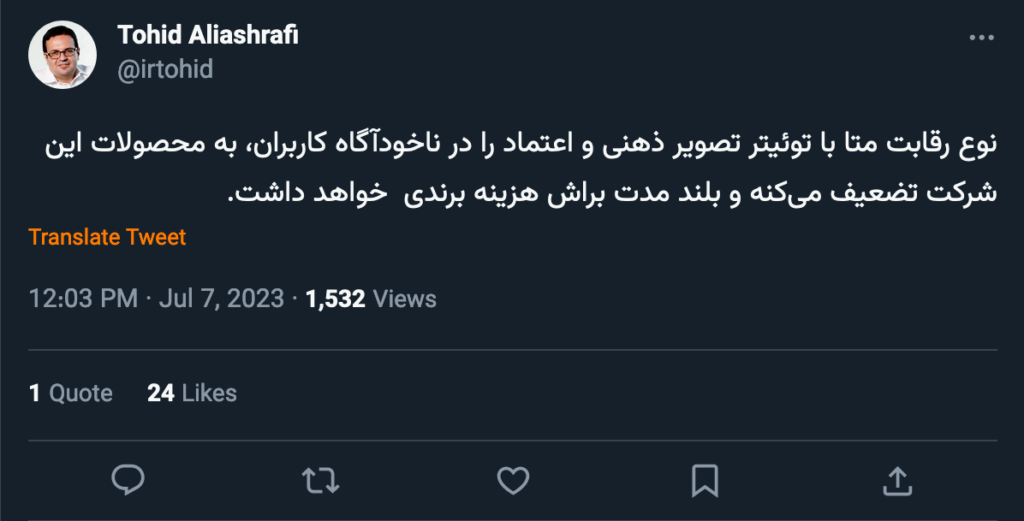 Tohid Aliashrafi
@irtohid
نوع رقابت متا با توئیتر تصویر ذهنی و اعتماد را در ناخودآگاه کاربران، به محصولات این
شرکت تضعیف می‌کنه و بلند مدت براش هزینه برندی  خواهد داشت.
Translate Tweet
12:03 PM · Jul 7, 2023 · 1,532 Views
1 Quote 24 Likes